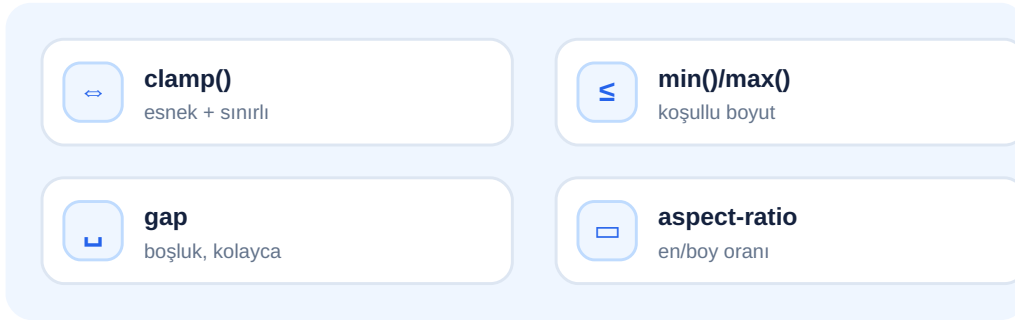 ⇔ clamp()
esnek + sınırlı
≤ min()/max()
koşullu boyut
␣ gap
boşluk, kolayca
▭ aspect-ratio
en/boy oranı